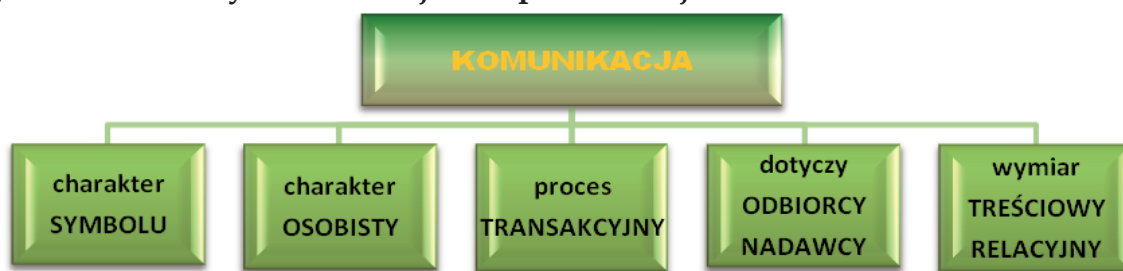 KOMUNIKACJA
charakter
SYMBOLU
charakter
OSOBISTY
proces
TRANSAKCYJNY
dotyczy
ODBIORCY
NADAWCY
wymiar
TREŚCIOWY
RELACYJNY